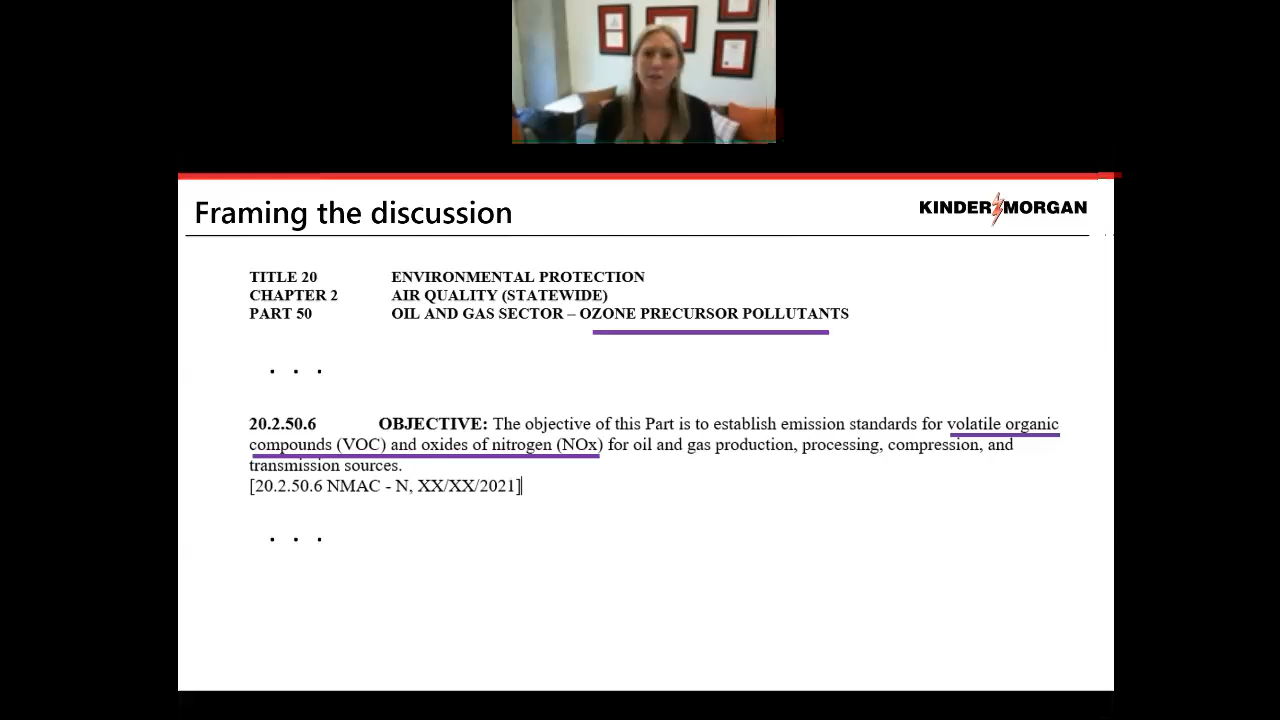 Framing the discussion
KINDER MORGAN
TITLE 20 ENVIRONMENTAL PROTECTION
CHAPTER 2 AIR QUALITY (STATEWIDE)
PART 50 OIL AND GAS SECTOR – OZONE PRECURSOR POLLUTANTS
. . .
20.2.50.6 OBJECTIVE: The objective of this Part is to establish emission standards for volatile organic
compounds (VOC) and oxides of nitrogen (NOx) for oil and gas production, processing, compression, and
transmission sources.
[20.2.50.6 NMAC - N, XX/XX/2021]
. . .